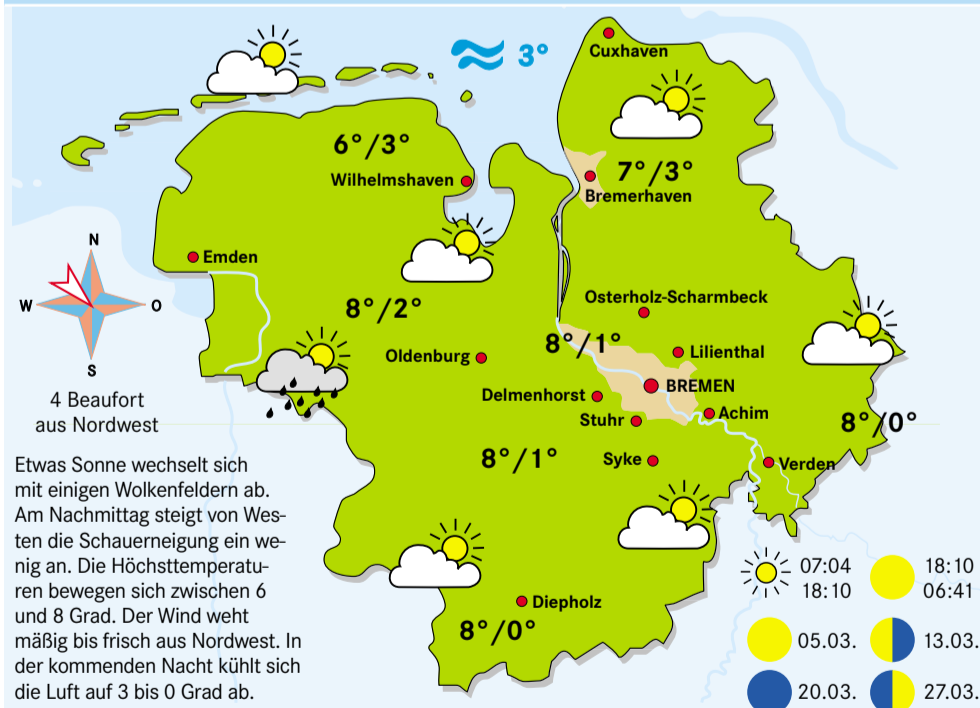 3°
Cuxhaven
6°/3°
Wilhelmshaven
7°/3°
Bremerhaven
Emden
N
W
O
S
8°/2°
Osterholz-Scharmbeck
8°/1°
Oldenburg
Lilienthal
BREMEN
Delmenhorst
Achim
Stuhr
8°/0°
4 Beaufort
aus Nordwest
8°/1°
Syke
Verden
Etwas Sonne wechselt sich
mit einigen Wolkenfeldern ab.
Am Nachmittag steigt von Wes-
ten die Schauerneigung ein we-
nig an. Die Höchsttemperatu-
ren bewegen sich zwischen 6
und 8 Grad. Der Wind weht
mäßig bis frisch aus Nordwest. In
der kommenden Nacht kühlt sich
die Luft auf 3 bis 0 Grad ab.
Diepholz
8°/0°
07:04
18:10
18:10
06:41
05.03.
13.03.
20.03.
27.03.